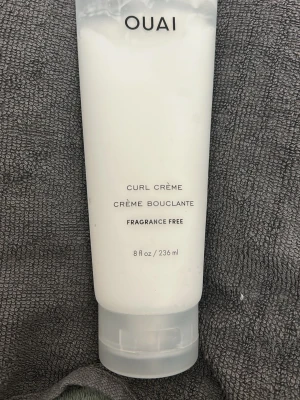 OUAI
CURL CRÈME
CRÈME BOUCLANTE
FRAGRANCE FREE
8 fl oz / 236 ml